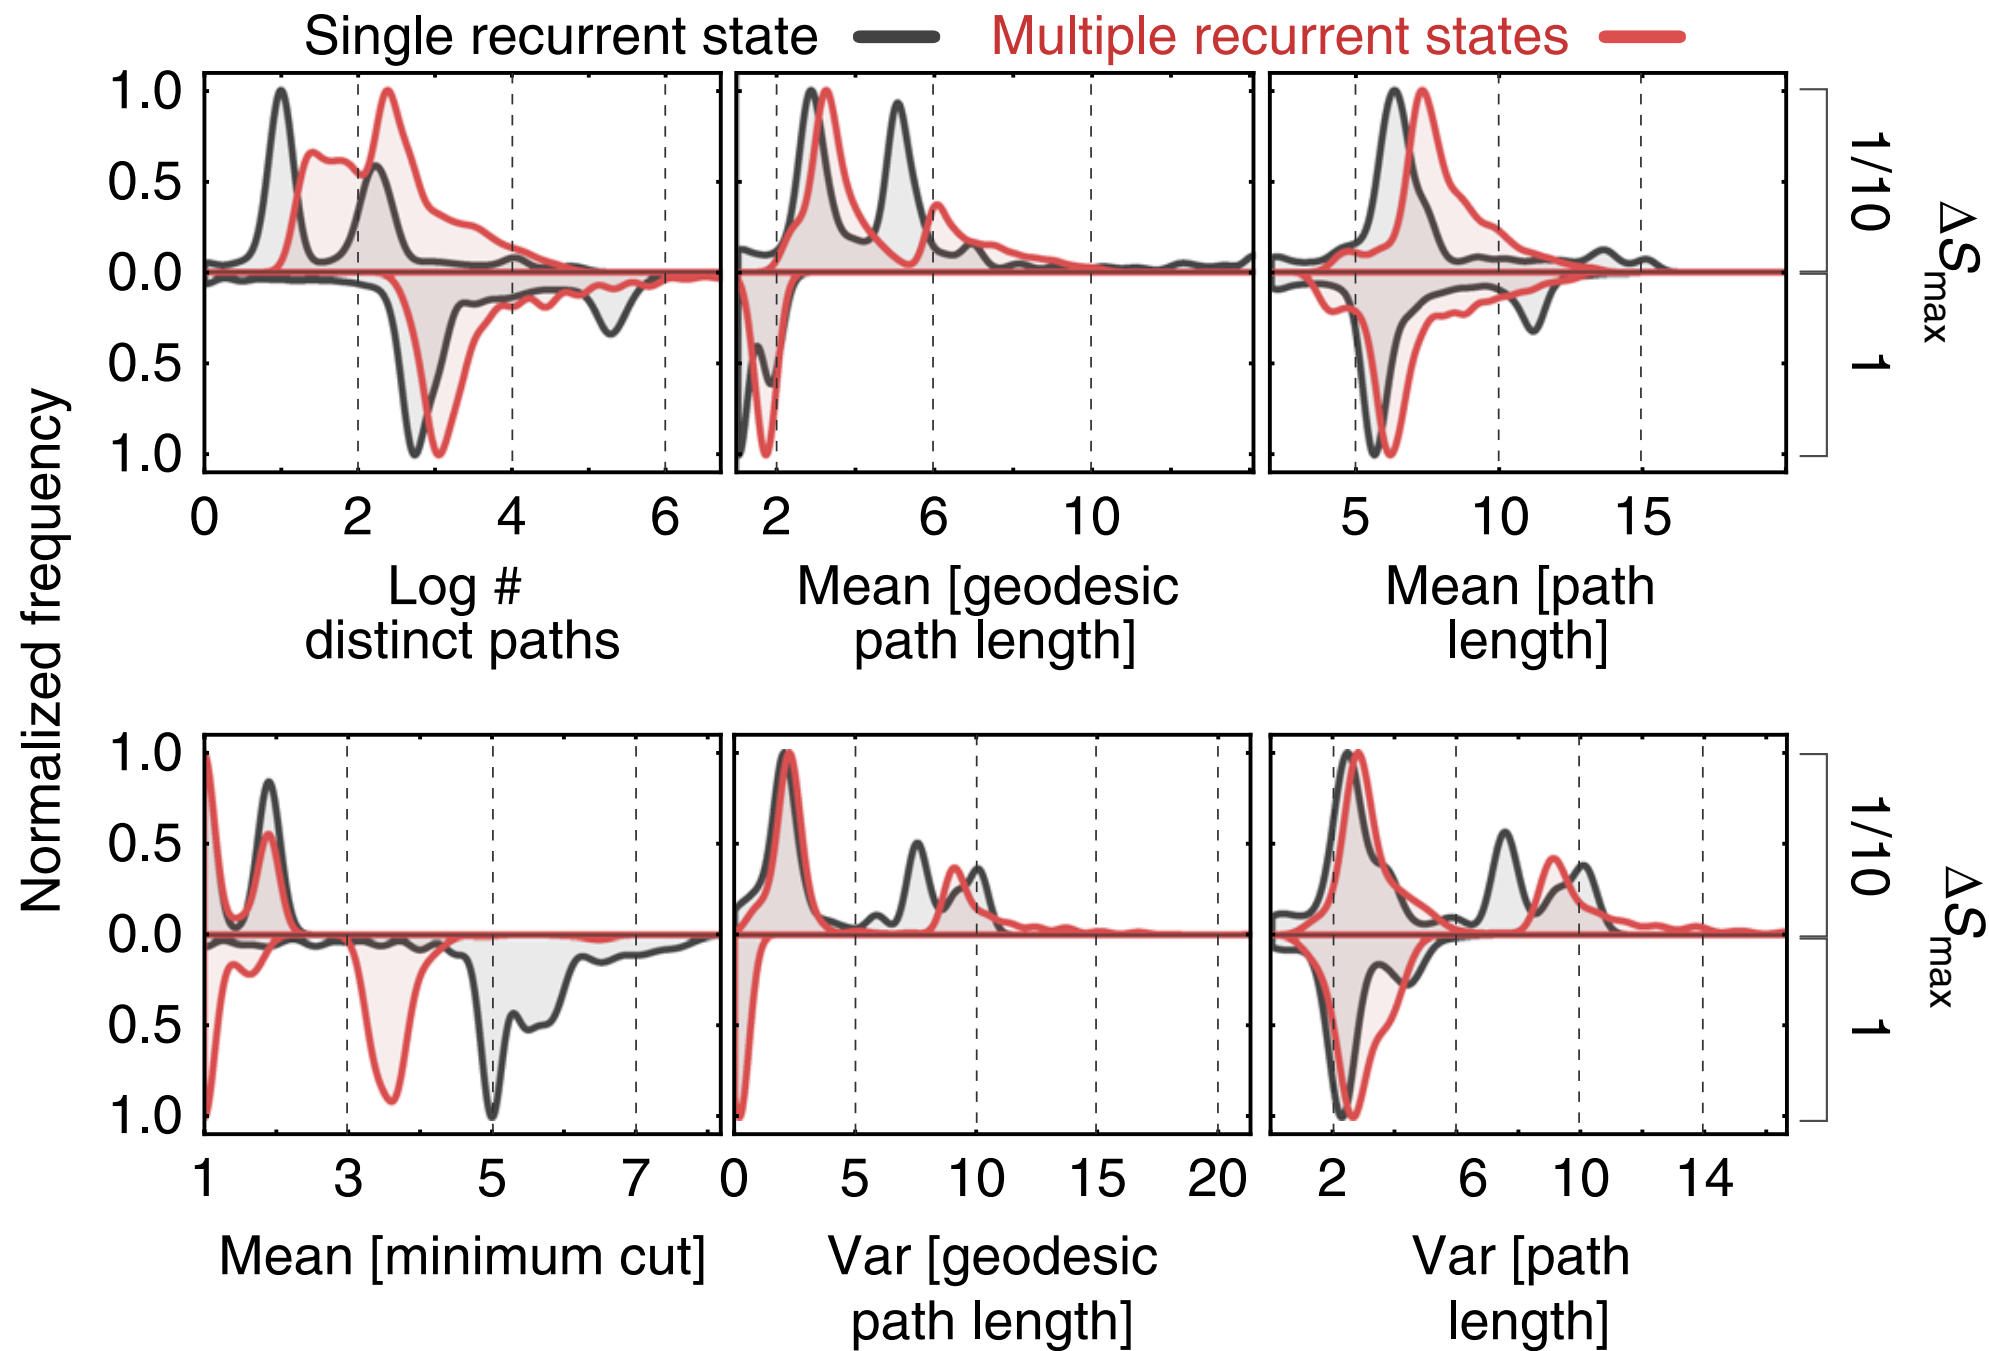 Single recurrent state Multiple recurrent states
Normalized frequency
1.0
0.5
0.0
0.5
1.0
0 2 4 6
Log #
distinct paths
2 6 10
Mean [geodesic
path length]
5 10 15
Mean [path
length]
1/10
1
ΔSmax
1.0
0.5
0.0
0.5
1.0
1 3 5 7
Mean [minimum cut]
0 5 10 15 20
Var [geodesic
path length]
2 6 10 14
Var [path
length]
1/10
1
ΔSmax